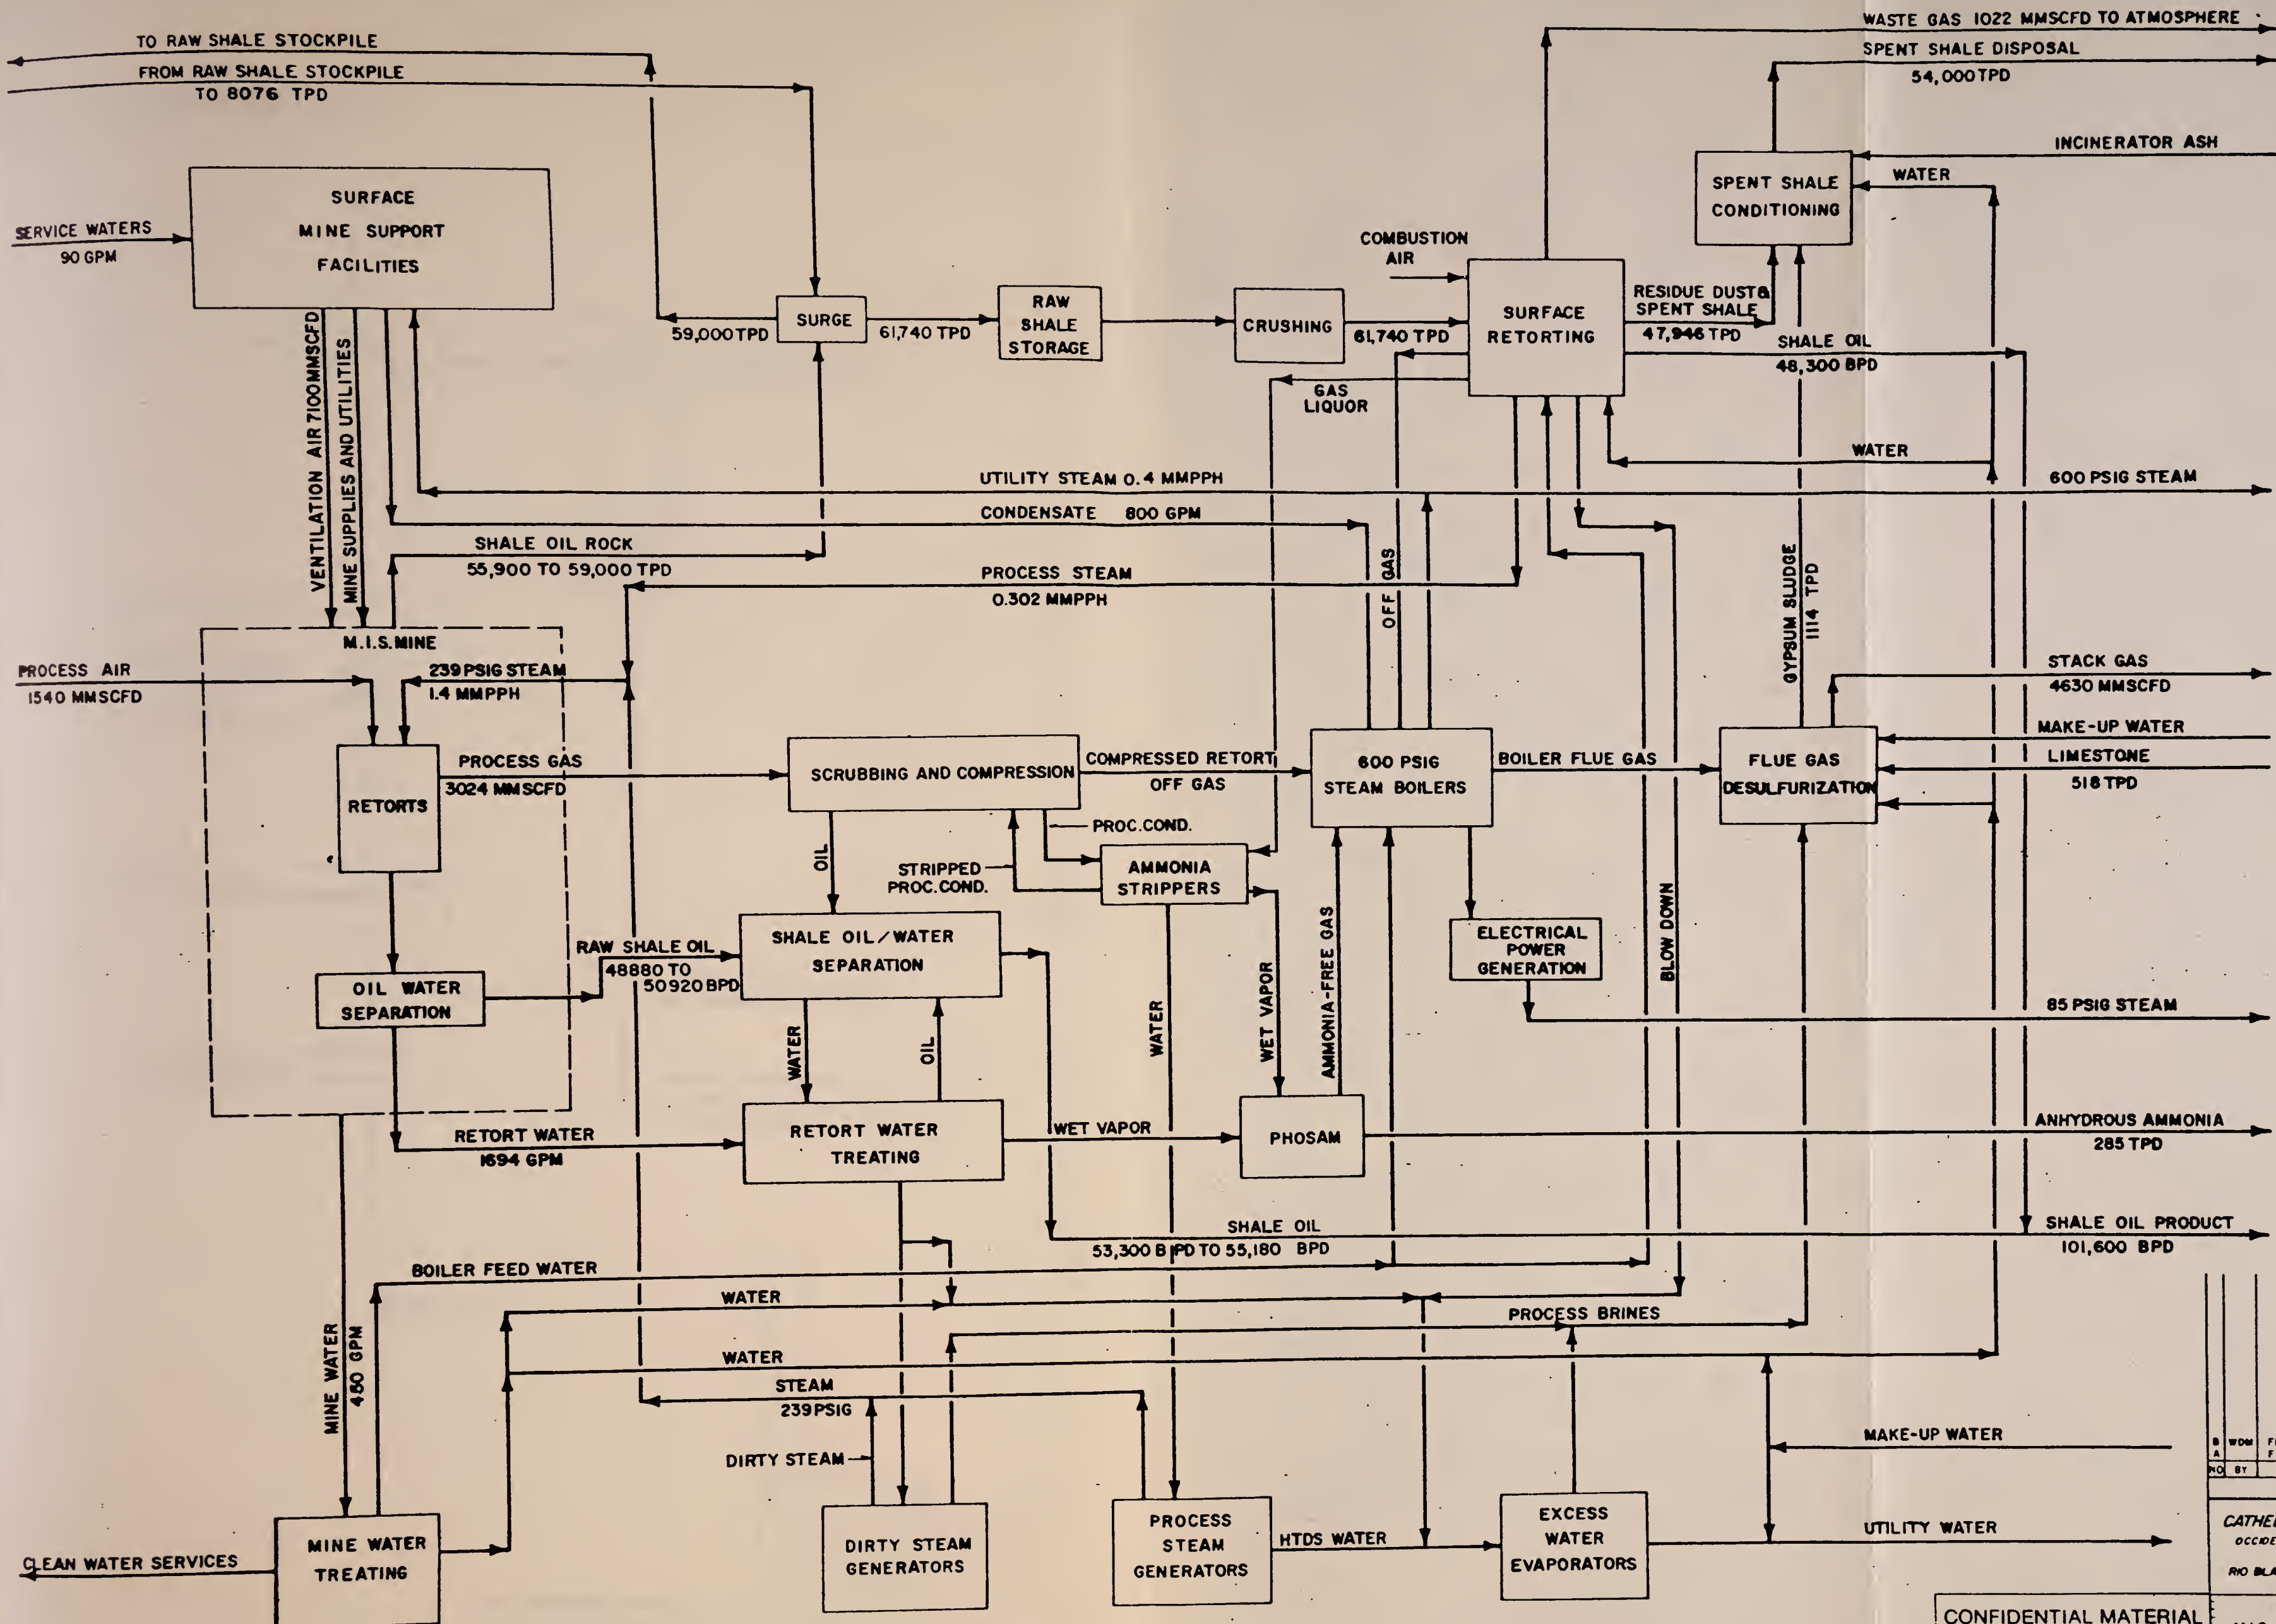 WASTE GAS 1022 MMSCFD TO ATMOSPHERE
TO RAW SHALE STOCKPILE
SPENT SHALE DISPOSAL
54,000 TPD
FROM RAW SHALE STOCKPILE
TO 8076 TPD
INCINERATOR ASH
WATER
SPENT SHALE
CONDITIONING
SURFACE
MINE SUPPORT
FACILITIES
SERVICE WATERS
90 GPM
COMBUSTION
AIR
59,000 TPD
SURGE
61,740 TPD
RAW
SHALE
STORAGE
CRUSHING
61,740 TPD
SURFACE
RETORTING
RESIDUE DUST &
SPENT SHALE
47,946 TPD
SHALE OIL
48,300 BPD
GAS
LIQUOR
VENTILATION AIR 7100 MMSCFD
MINE SUPPLIES AND UTILITIES
WATER
UTILITY STEAM 0.4 MMPPH
600 PSIG STEAM
CONDENSATE 800 GPM
SHALE OIL ROCK
55,900 TO 59,000 TPD
PROCESS STEAM
0.302 MMPPH
OFF GAS
GYPSUM SLUDGE
1114 TPD
M.I.S. MINE
PROCESS AIR
1540 MMSCFD
239 PSIG STEAM
1.4 MMPPH
STACK GAS
4630 MMSCFD
MAKE-UP WATER
LIMESTONE
518 TPD
RETORTS
PROCESS GAS
3024 MMSCFD
SCRUBBING AND COMPRESSION
COMPRESSED RETORT
OFF GAS
600 PSIG
STEAM BOILERS
BOILER FLUE GAS
FLUE GAS
DESULFURIZATION
OIL
PROC. COND.
STRIPPED
PROC. COND.
AMMONIA
STRIPPERS
RAW SHALE OIL
48880 TO
50920 BPD
SHALE OIL/WATER
SEPARATION
OIL WATER
SEPARATION
ELECTRICAL
POWER
GENERATION
BLOW DOWN
85 PSIG STEAM
WATER
OIL
WATER
WET VAPOR
AMMONIA-FREE GAS
RETORT WATER
1694 GPM
RETORT WATER
TREATING
WET VAPOR
PHOSAM
ANHYDROUS AMMONIA
285 TPD
SHALE OIL
53,300 BPD TO 55,180 BPD
SHALE OIL PRODUCT
101,600 BPD
BOILER FEED WATER
WATER
PROCESS BRINES
MINE WATER
480 GPM
WATER
STEAM
239 PSIG
DIRTY STEAM
MAKE-UP WATER
B WDM F
A F
NO BY
MINE WATER
TREATING
CLEAN WATER SERVICES
DIRTY STEAM
GENERATORS
PROCESS
STEAM
GENERATORS
HTDS WATER
EXCESS
WATER
EVAPORATORS
UTILITY WATER
CATHE
OCCIDE
RIO BLA
CONFIDENTIAL MATERIAL